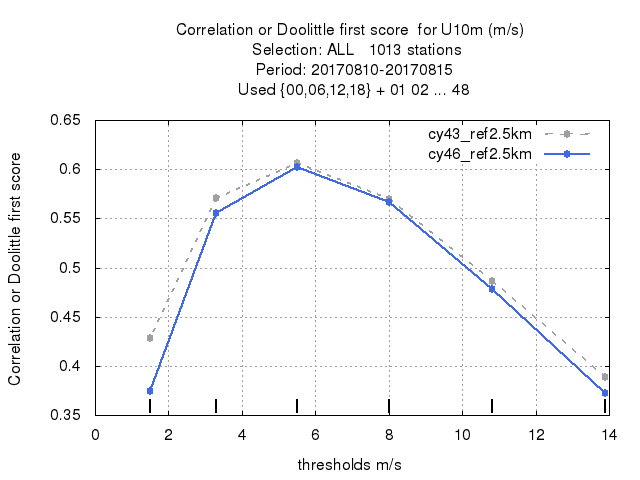 Correlation or Doolittle first score  for U10m (m/s)
Selection: ALL   1013 stations
Period: 20170810-20170815
Used {00,06,12,18} + 01 02 ... 48
cy43_ref2.5km
cy46_ref2.5km
Correlation or Doolittle first score
0.65
0.6
0.55
0.5
0.45
0.4
0.35
0 2 4 6 8 10 12 14
thresholds m/s